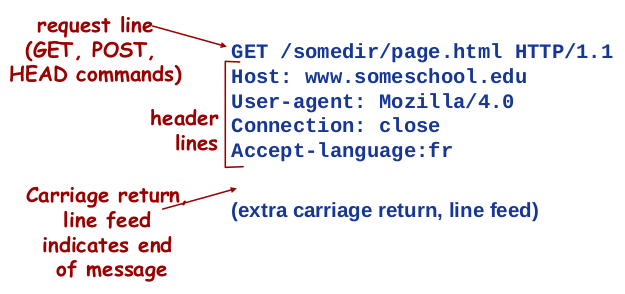 request line
(GET, POST,
HEAD commands)
GET /somedir/page.html HTTP/1.1
Host: www.someschool.edu
User-agent: Mozilla/4.0
Connection: close
Accept-language:fr
header
lines
Carriage return,
line feed
indicates end
of message
(extra carriage return, line feed)